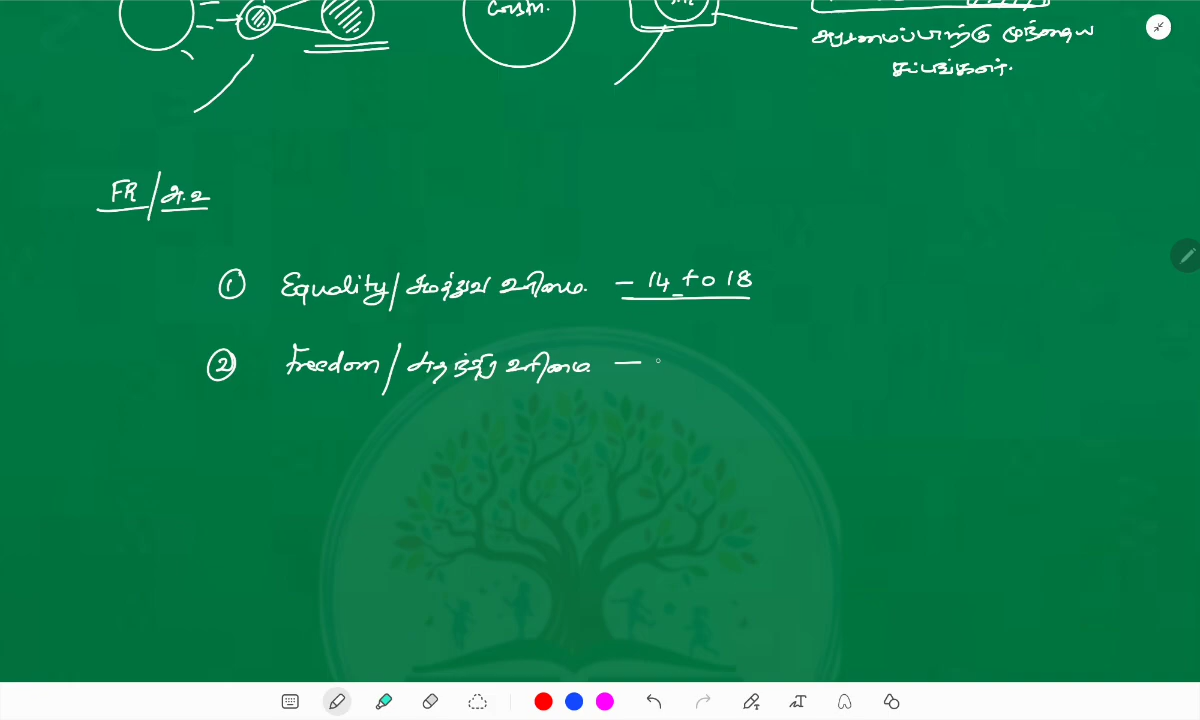 Constn.
அரசமைப்பிற்கு முந்தைய
சட்டங்கள்.
FR / அ.உ
① Equality / சமத்துவ உரிமை - 14 to 18
② Freedom / சுதந்திர உரிமை -